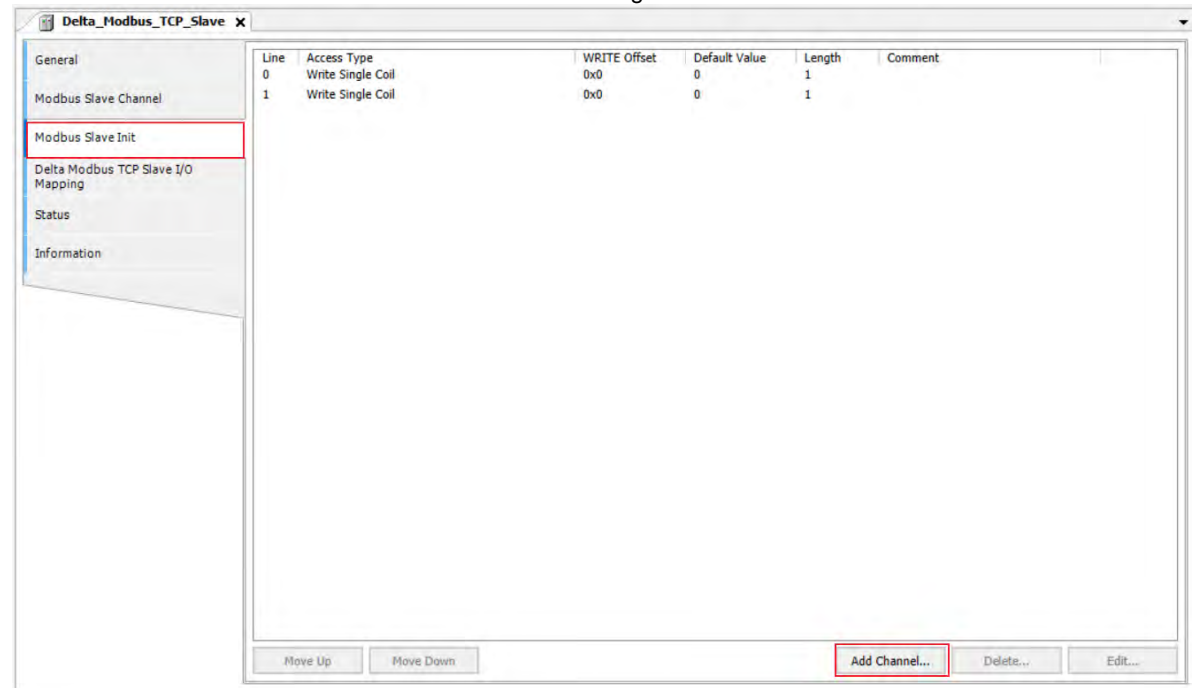 Delta_Modbus_TCP_Slave x
General
Modbus Slave Channel
Modbus Slave Init
Delta Modbus TCP Slave I/O
Mapping
Status
Information
Line Access Type WRITE Offset Default Value Length Comment
0 Write Single Coil 0x0 0 1
1 Write Single Coil 0x0 0 1
Move Up Move Down Add Channel... Delete... Edit...